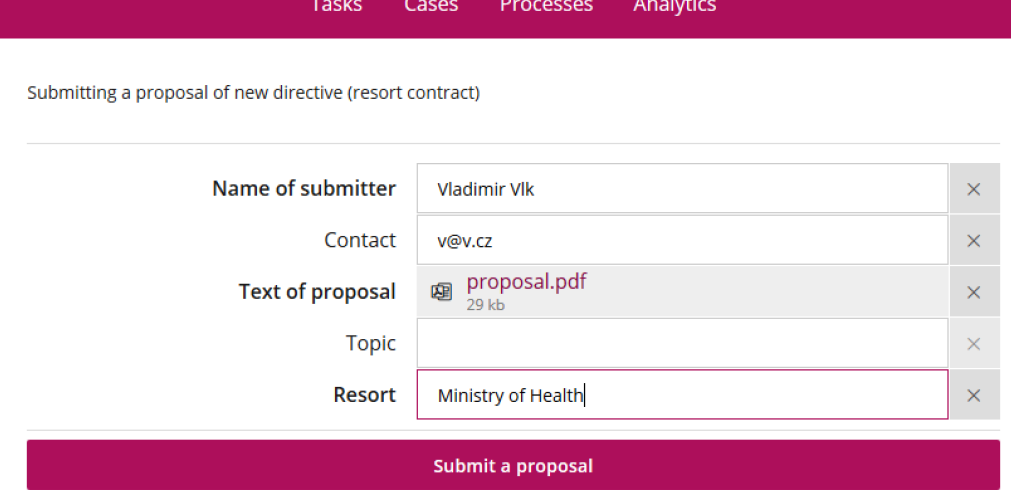 Tasks Cases Processes Analytics
Submitting a proposal of new directive (resort contract)
Name of submitter Vladimir Vlk
Contact v@v.cz
Text of proposal proposal.pdf
29 kb
Topic
Resort Ministry of Health
Submit a proposal